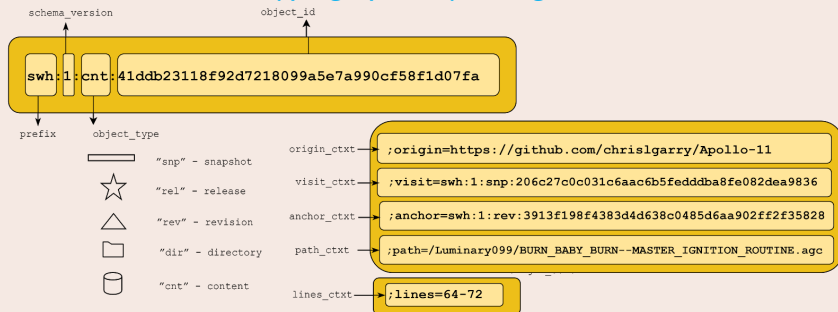 schema_version
object_id
swh:1:cnt:41ddb23118f92d7218099a5e7a990cf58f1d07fa
prefix
object_type
"snp" - snapshot
"rel" - release
"rev" - revision
"dir" - directory
"cnt" - content
origin_ctxt
;origin=https://github.com/chrislgarry/Apollo-11
visit_ctxt
;visit=swh:1:snp:206c27c0c031c6aac6b5fedddba8fe082dea9836
anchor_ctxt
;anchor=swh:1:rev:3913f198f4383d4d638c0485d6aa902ff2f35828
path_ctxt
;path=/Luminary099/BURN_BABY_BURN--MASTER_IGNITION_ROUTINE.agc
lines_ctxt
;lines=64-72